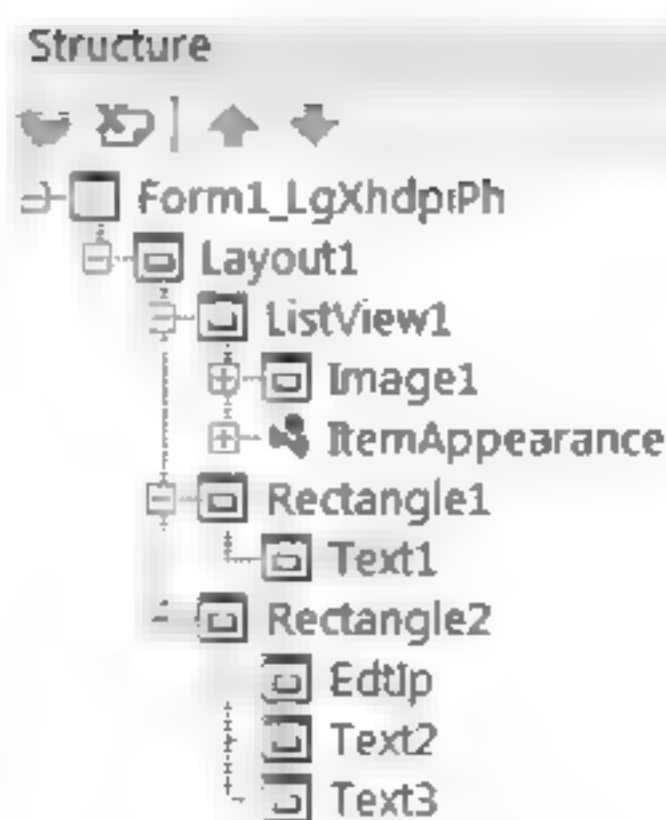 Structure
Form1_LgXhdpiPh
Layout1
ListView1
Image1
ItemAppearance
Rectangle1
Text1
Rectangle2
EdtIp
Text2
Text3